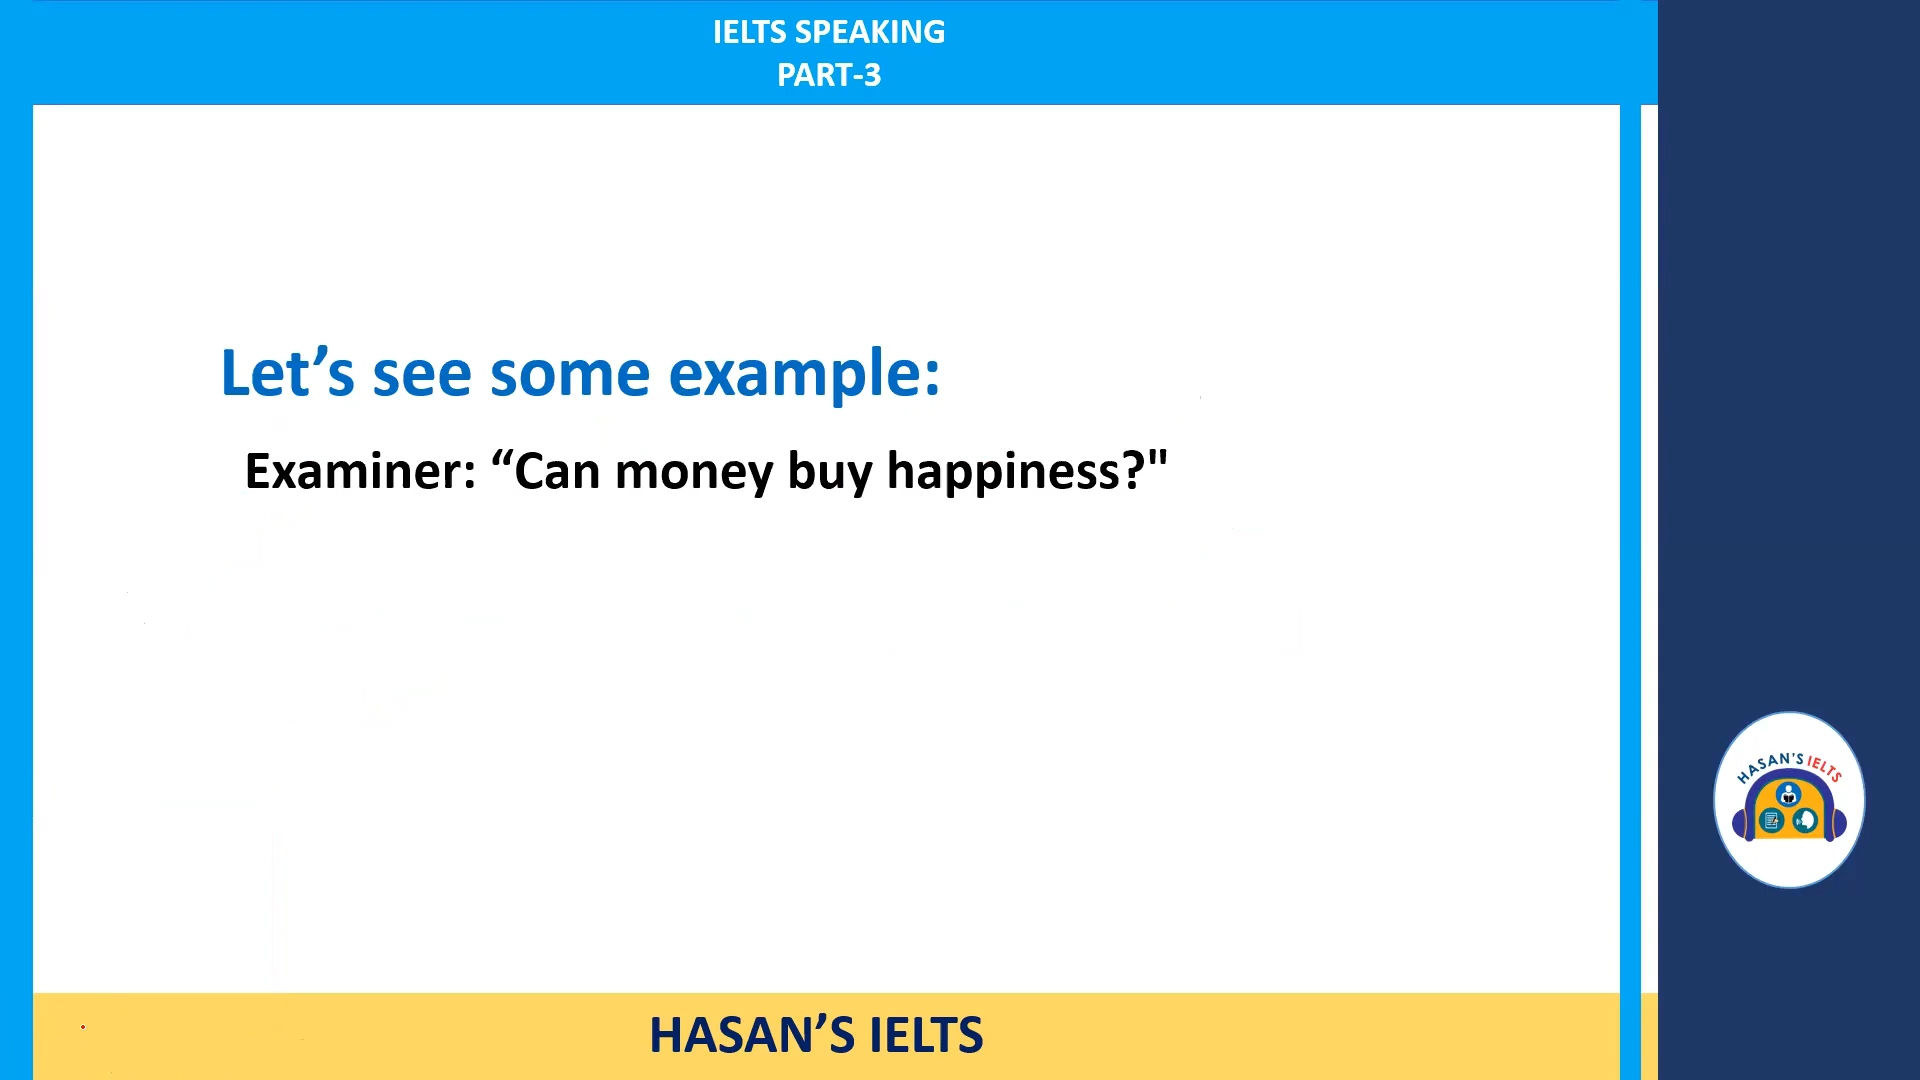 IELTS SPEAKING
PART-3
Let’s see some example:
Examiner: “Can money buy happiness?"
HASAN'S IELTS
HASAN’S IELTS